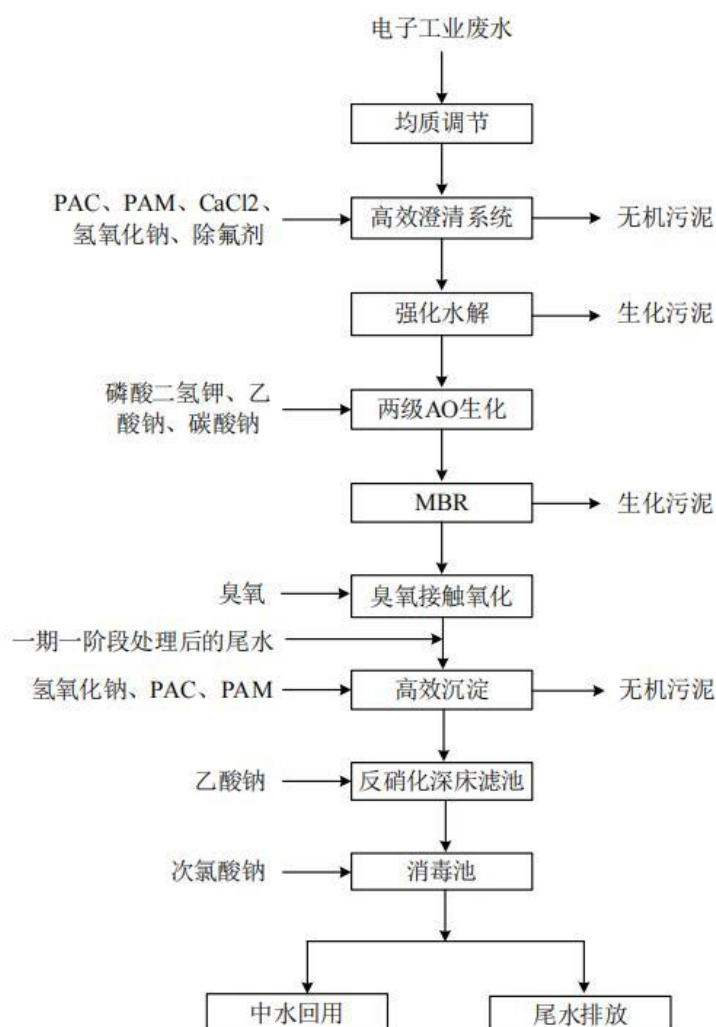 电子工业废水
均质调节
PAC、PAM、CaCl2、
氢氧化钠、除氟剂
高效澄清系统
无机污泥
强化水解
生化污泥
磷酸二氢钾、乙
酸钠、碳酸钠
两级AO生化
MBR
生化污泥
臭氧
臭氧接触氧化
一期一阶段处理后的尾水
氢氧化钠、PAC、PAM
高效沉淀
无机污泥
乙酸钠
反硝化深床滤池
次氯酸钠
消毒池
中水回用
尾水排放